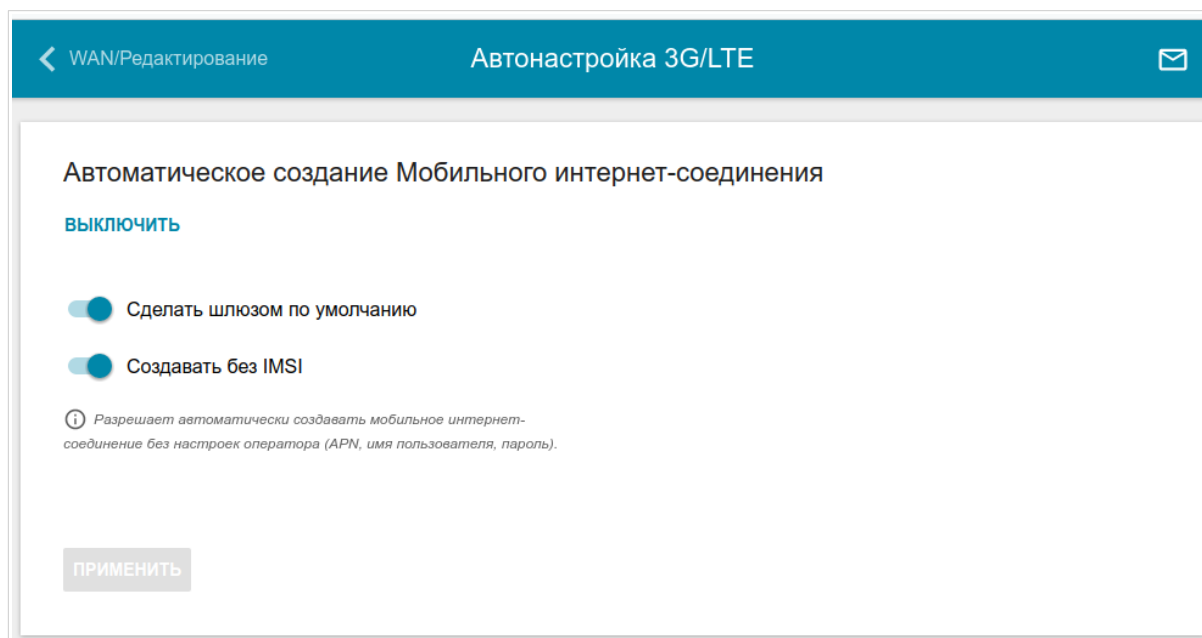 WAN/Редактирование
Автонастройка 3G/LTE
Автоматическое создание Мобильного интернет-соединения
ВЫКЛЮЧИТЬ
Сделать шлюзом по умолчанию
Создавать без IMSI
Разрешает автоматически создавать мобильное интернет-
соединение без настроек оператора (APN, имя пользователя, пароль).
ПРИМЕНИТЬ